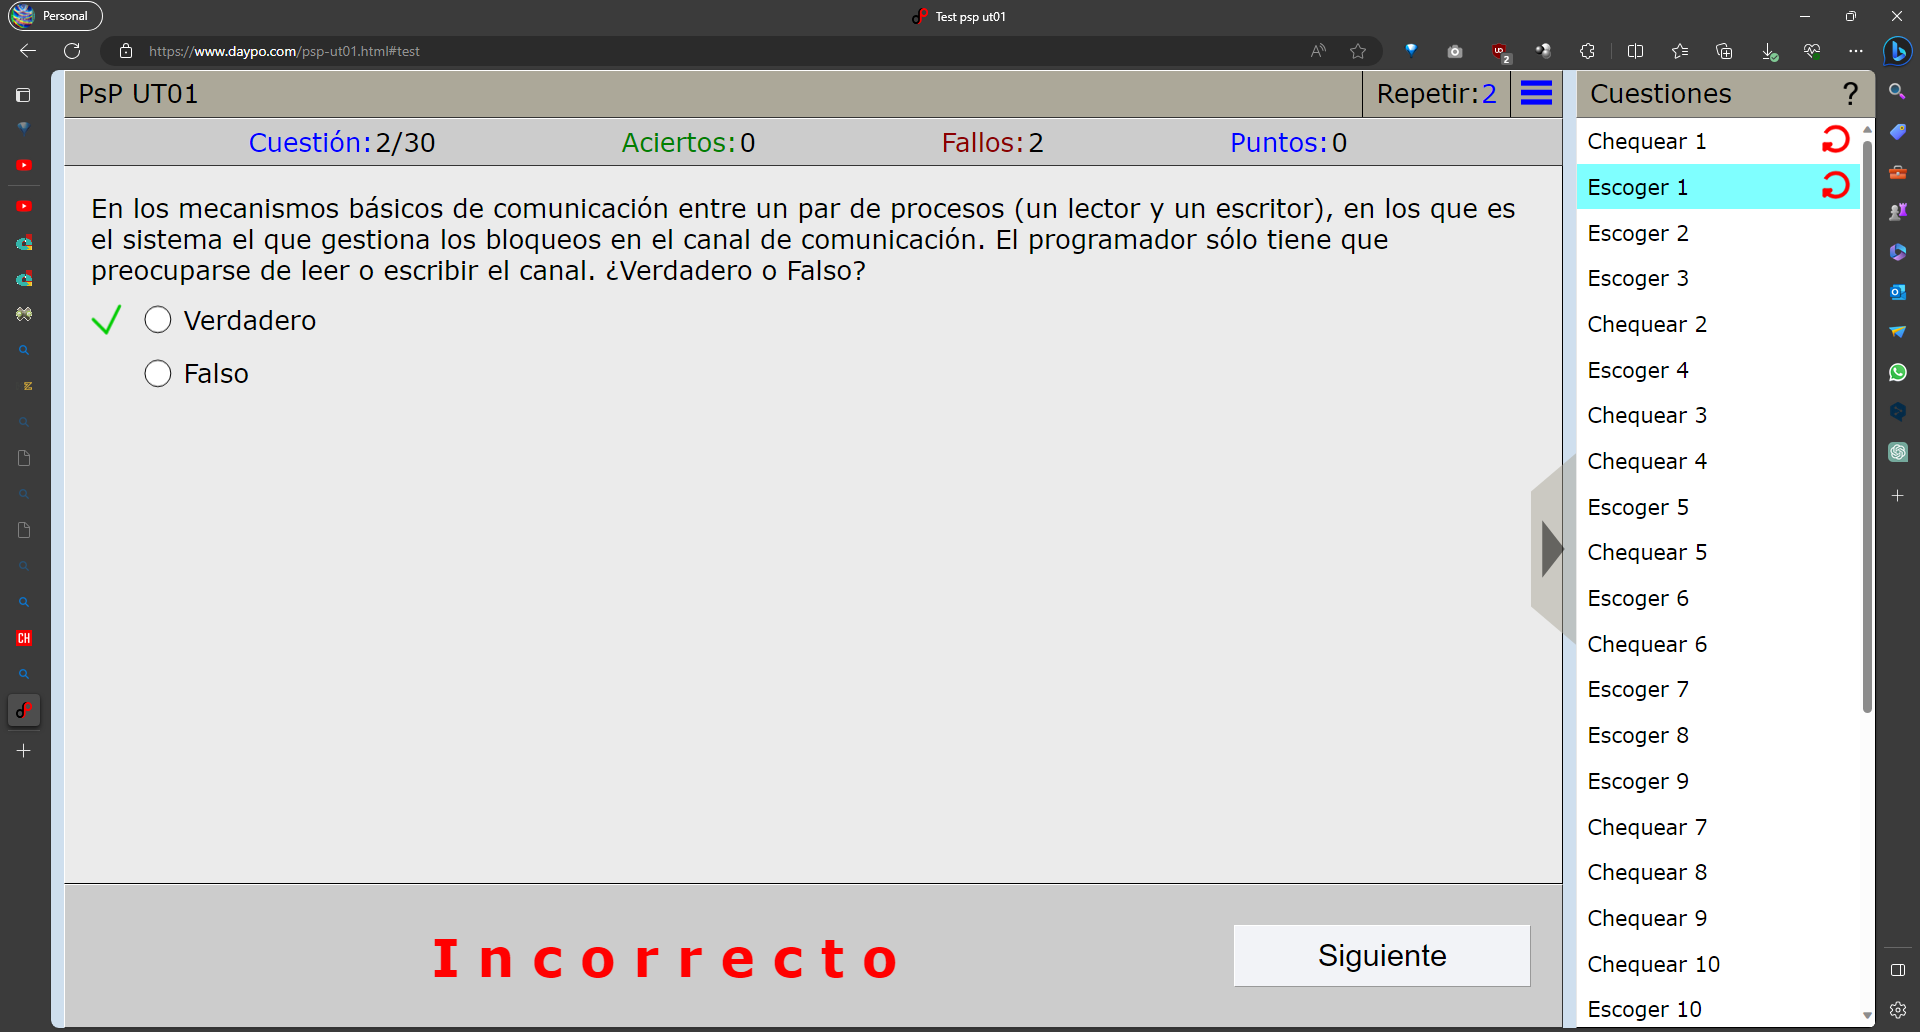 Personal
Test psp ut01
https://www.daypo.com/psp-ut01.html#test
2
PsP UT01
Repetir:2
Cuestiones
?
Cuestión:2/30
Aciertos:0
Fallos:2
Puntos:0
En los mecanismos básicos de comunicación entre un par de procesos (un lector y un escritor), en los que es
el sistema el que gestiona los bloqueos en el canal de comunicación. El programador sólo tiene que
preocuparse de leer o escribir el canal. ¿Verdadero o Falso?
Verdadero
Falso
Incorrecto
Siguiente
Chequear 1
Escoger 1
Escoger 2
Escoger 3
Chequear 2
Escoger 4
Chequear 3
Chequear 4
Escoger 5
Chequear 5
Escoger 6
Chequear 6
Escoger 7
Escoger 8
Escoger 9
Chequear 7
Chequear 8
Chequear 9
Chequear 10
Escoger 10
CH